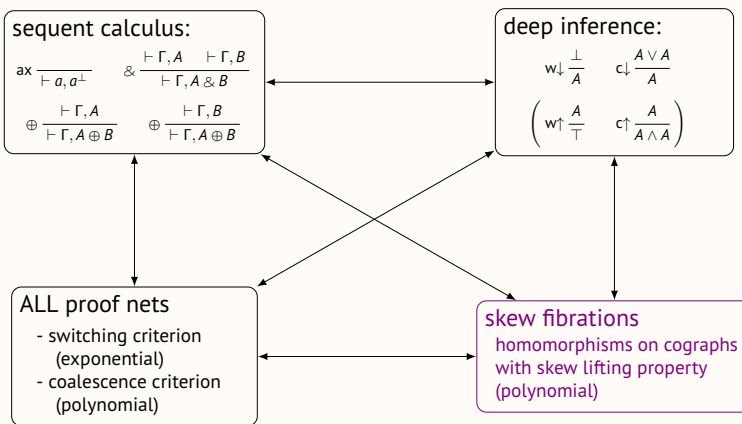 sequent calculus:
ax ⊢ a, a⊥ & ⊢ Γ, A ⊢ Γ, B / ⊢ Γ, A & B
⊕ ⊢ Γ, A / ⊢ Γ, A ⊕ B ⊕ ⊢ Γ, B / ⊢ Γ, A ⊕ B
deep inference:
w↓ ⊥ / A c↓ A ∨ A / A
( w↑ A / ⊤ c↑ A / A ∧ A )
ALL proof nets
- switching criterion
(exponential)
- coalescence criterion
(polynomial)
skew fibrations
homomorphisms on cographs
with skew lifting property
(polynomial)